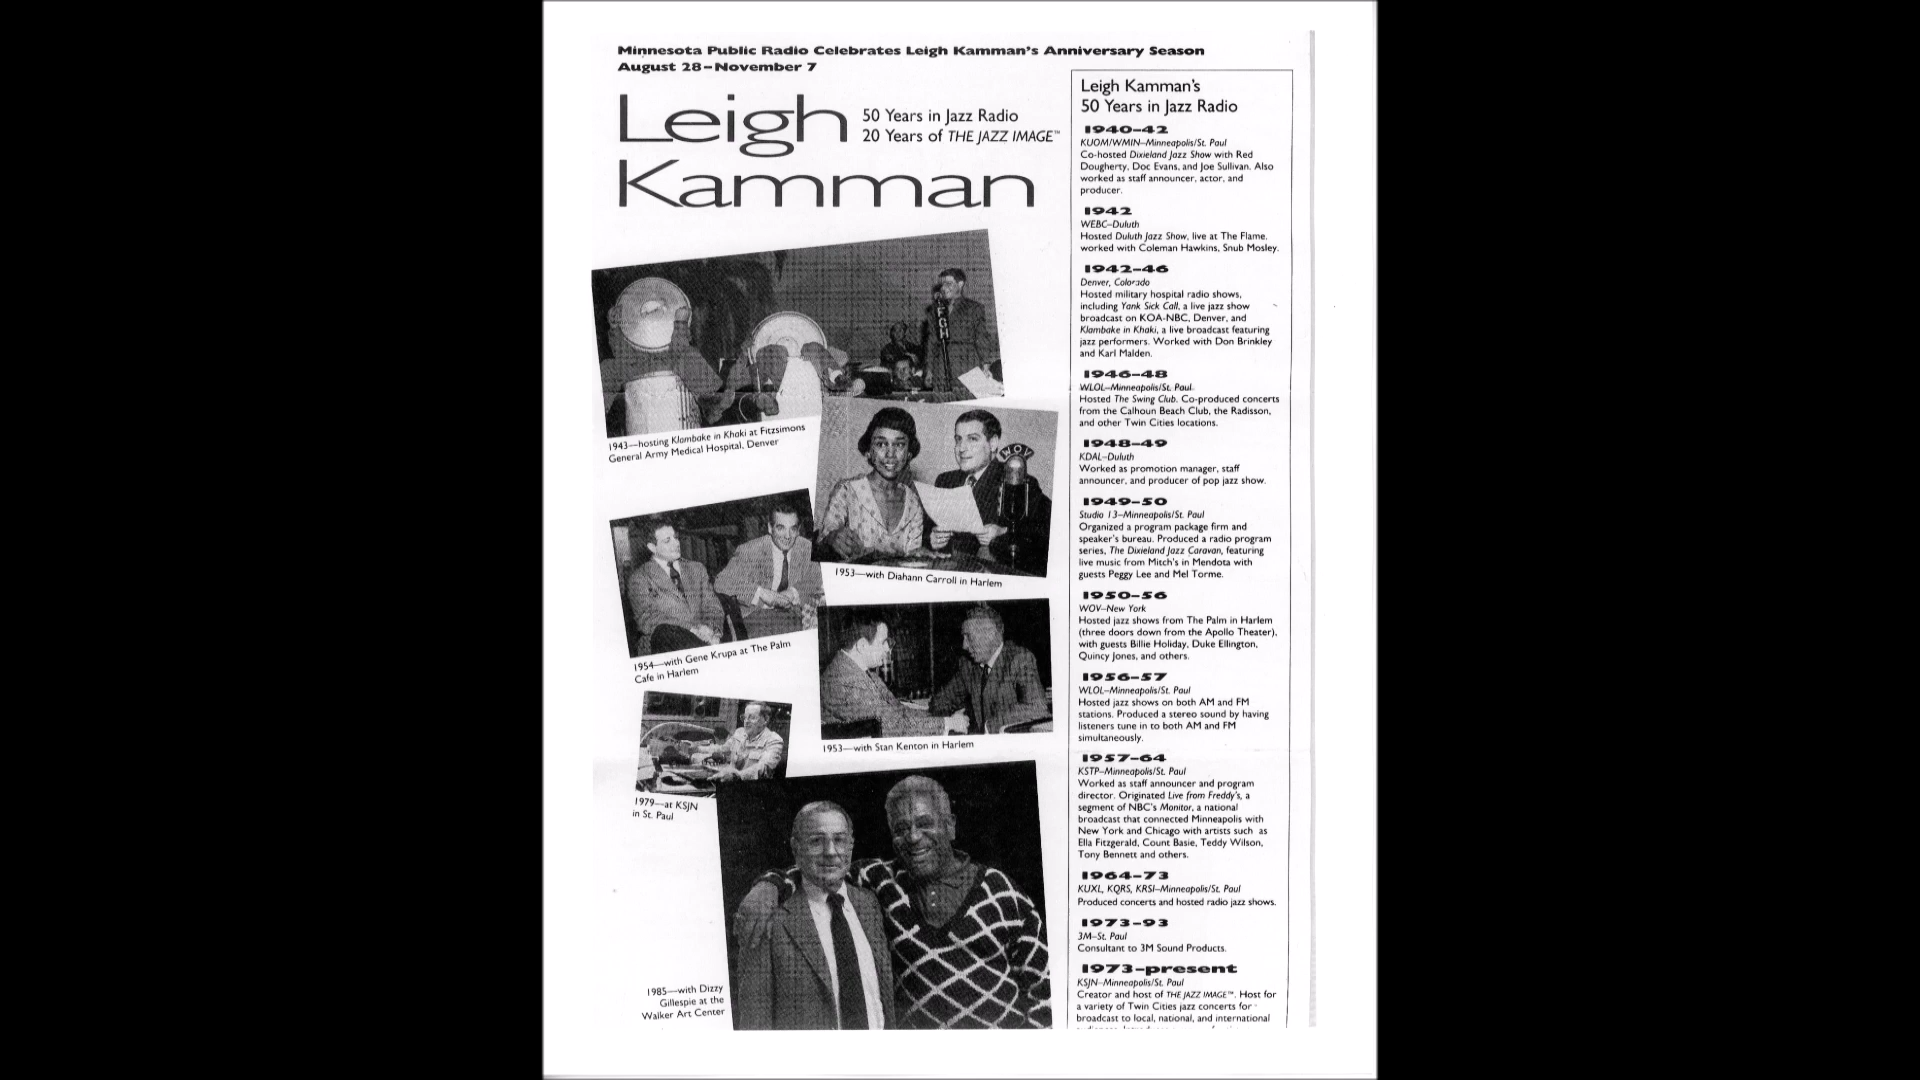 Minnesota Public Radio Celebrates Leigh Kamman's Anniversary Season
August 28–November 7
Leigh
Kamman
50 Years in Jazz Radio
20 Years of THE JAZZ IMAGE™
FGH
1943—hosting Klambake in Khaki at Fitzsimons
General Army Medical Hospital, Denver
WOV
1953—with Diahann Carroll in Harlem
1954—with Gene Krupa at The Palm
Cafe in Harlem
1953—with Stan Kenton in Harlem
1979—at KSJN
in St. Paul
1985—with Dizzy
Gillespie at the
Walker Art Center
Leigh Kamman's
50 Years in Jazz Radio
1940–42
KUOM/WMIN–Minneapolis/St. Paul
Co-hosted Dixieland Jazz Show with Red
Dougherty, Doc Evans, and Joe Sullivan. Also
worked as staff announcer, actor, and
producer.
1942
WEBC–Duluth
Hosted Duluth Jazz Show, live at The Flame.
worked with Coleman Hawkins, Snub Mosley.
1942–46
Denver, Colorado
Hosted military hospital radio shows,
including Yank Sick Call, a live jazz show
broadcast on KOA-NBC, Denver, and
Klambake in Khaki, a live broadcast featuring
jazz performers. Worked with Don Brinkley
and Karl Malden.
1946–48
WLOL–Minneapolis/St. Paul
Hosted The Swing Club. Co-produced concerts
from the Calhoun Beach Club, the Radisson,
and other Twin Cities locations.
1948–49
KDAL–Duluth
Worked as promotion manager, staff
announcer, and producer of pop jazz show.
1949–50
Studio 13–Minneapolis/St. Paul
Organized a program package firm and
speaker's bureau. Produced a radio program
series, The Dixieland Jazz Caravan, featuring
live music from Mitch's in Mendota with
guests Peggy Lee and Mel Torme.
1950–56
WOV–New York
Hosted jazz shows from The Palm in Harlem
(three doors down from the Apollo Theater),
with guests Billie Holiday, Duke Ellington,
Quincy Jones, and others.
1956–57
WLOL–Minneapolis/St. Paul
Hosted jazz shows on both AM and FM
stations. Produced a stereo sound by having
listeners tune in to both AM and FM
simultaneously.
1957–64
KSTP–Minneapolis/St. Paul
Worked as staff announcer and program
director. Originated Live from Freddy's, a
segment of NBC's Monitor, a national
broadcast that connected Minneapolis with
New York and Chicago with artists such as
Ella Fitzgerald, Count Basie, Teddy Wilson,
Tony Bennett and others.
1964–73
KUXL, KQRS, KRSI–Minneapolis/St. Paul
Produced concerts and hosted radio jazz shows.
1973–93
3M–St. Paul
Consultant to 3M Sound Products.
1973–present
KSJN–Minneapolis/St. Paul
Creator and host of THE JAZZ IMAGE™. Host for
a variety of Twin Cities jazz concerts for
broadcast to local, national, and international